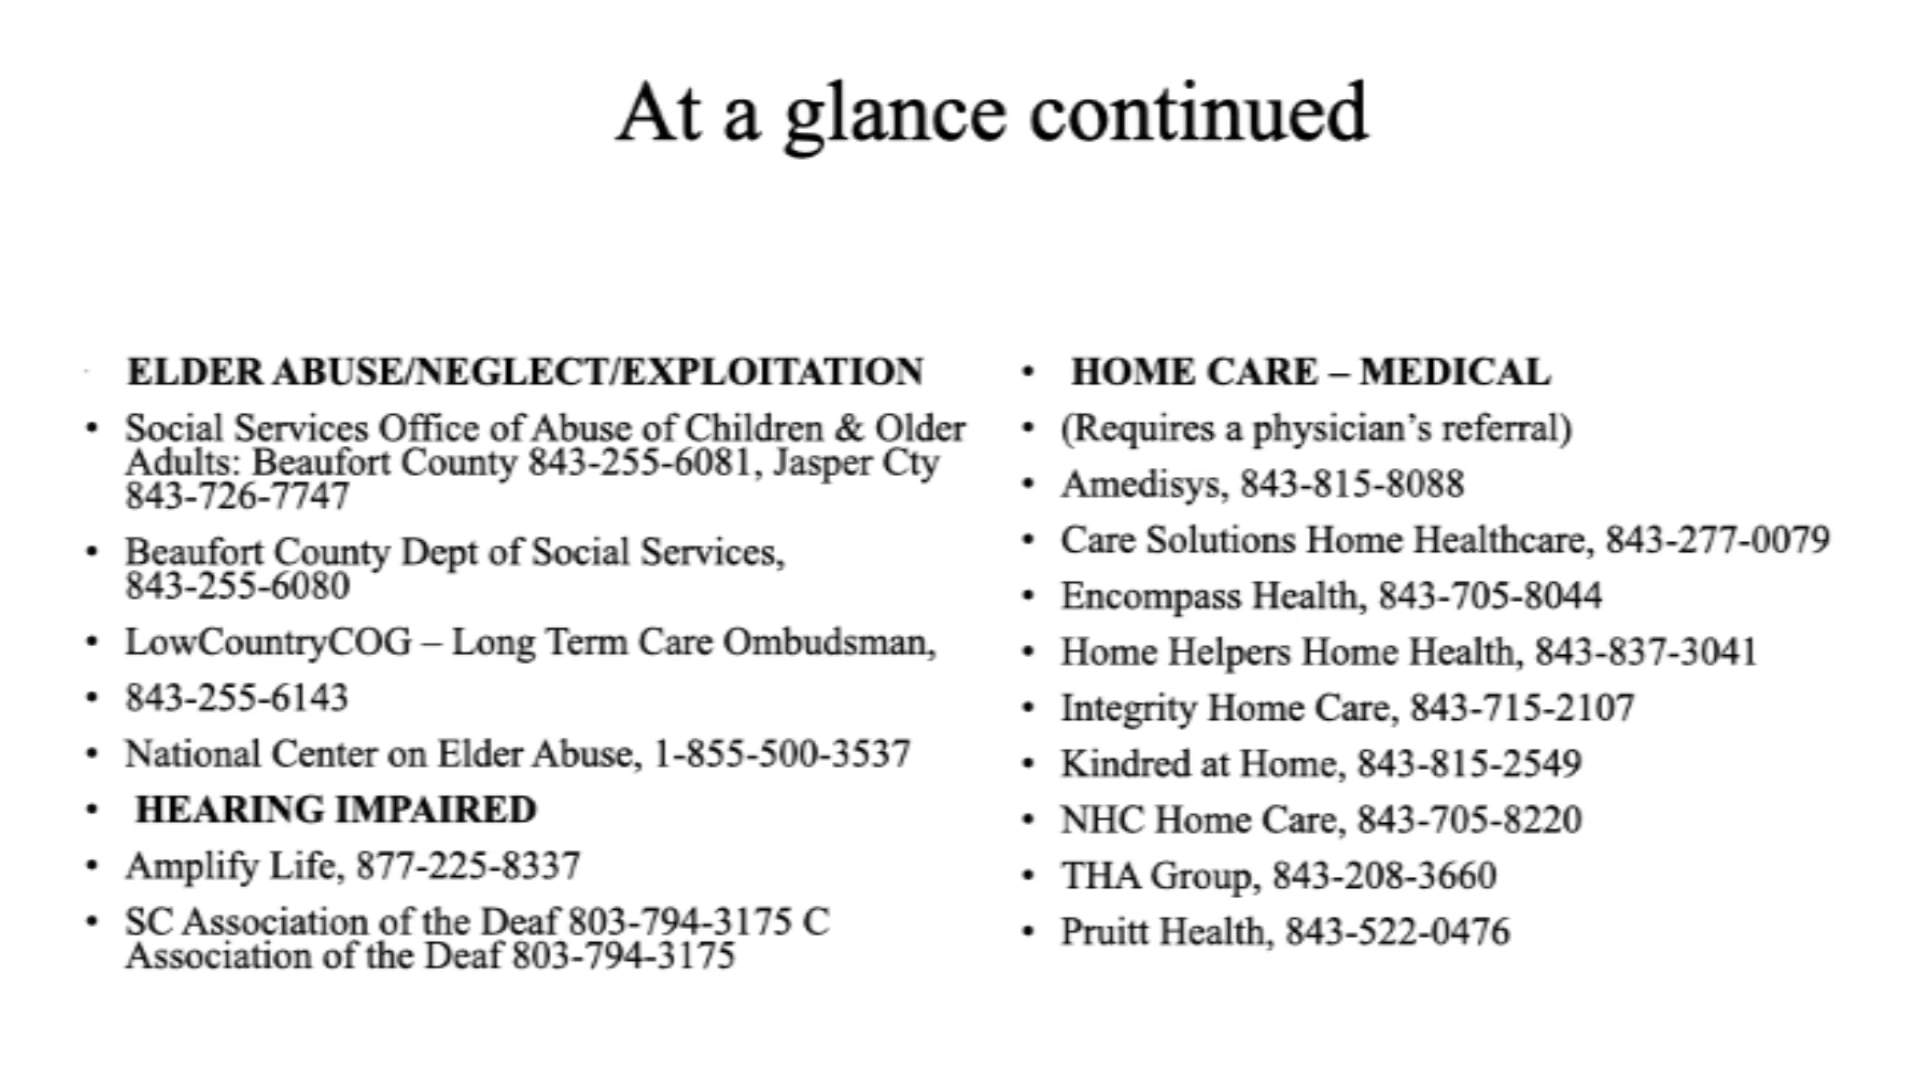 At a glance continued
ELDER ABUSE/NEGLECT/EXPLOITATION
• Social Services Office of Abuse of Children & Older
Adults: Beaufort County 843-255-6081, Jasper Cty
843-726-7747
• Beaufort County Dept of Social Services,
843-255-6080
• LowCountryCOG – Long Term Care Ombudsman,
• 843-255-6143
• National Center on Elder Abuse, 1-855-500-3537
• HEARING IMPAIRED
• Amplify Life, 877-225-8337
• SC Association of the Deaf 803-794-3175 C
Association of the Deaf 803-794-3175
• HOME CARE – MEDICAL
• (Requires a physician’s referral)
• Amedisys, 843-815-8088
• Care Solutions Home Healthcare, 843-277-0079
• Encompass Health, 843-705-8044
• Home Helpers Home Health, 843-837-3041
• Integrity Home Care, 843-715-2107
• Kindred at Home, 843-815-2549
• NHC Home Care, 843-705-8220
• THA Group, 843-208-3660
• Pruitt Health, 843-522-0476